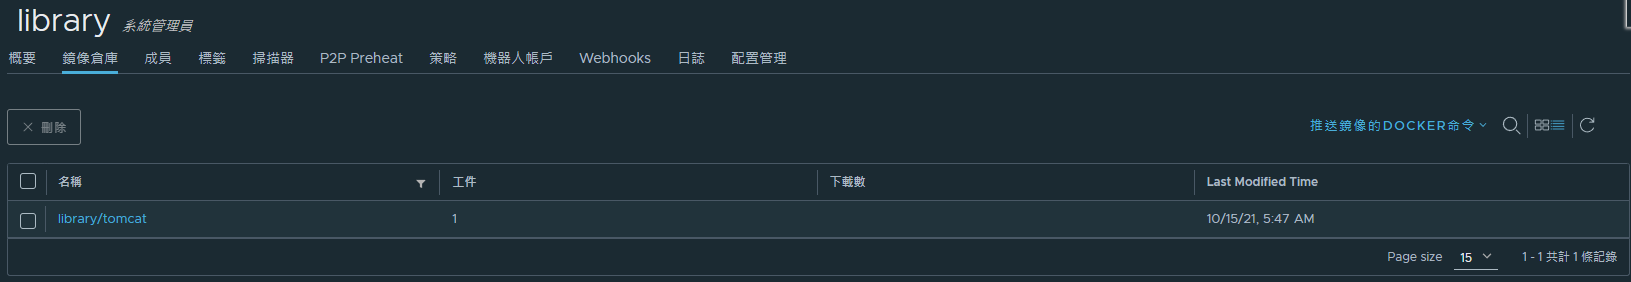 library 系統管理員
概要 鏡像倉庫 成員 標籤 掃描器 P2P Preheat 策略 機器人帳戶 Webhooks 日誌 配置管理
刪除 推送鏡像的DOCKER命令
名稱 工件 下載數 Last Modified Time
library/tomcat 1 10/15/21, 5:47 AM
Page size 15 1 - 1 共計 1 條記錄